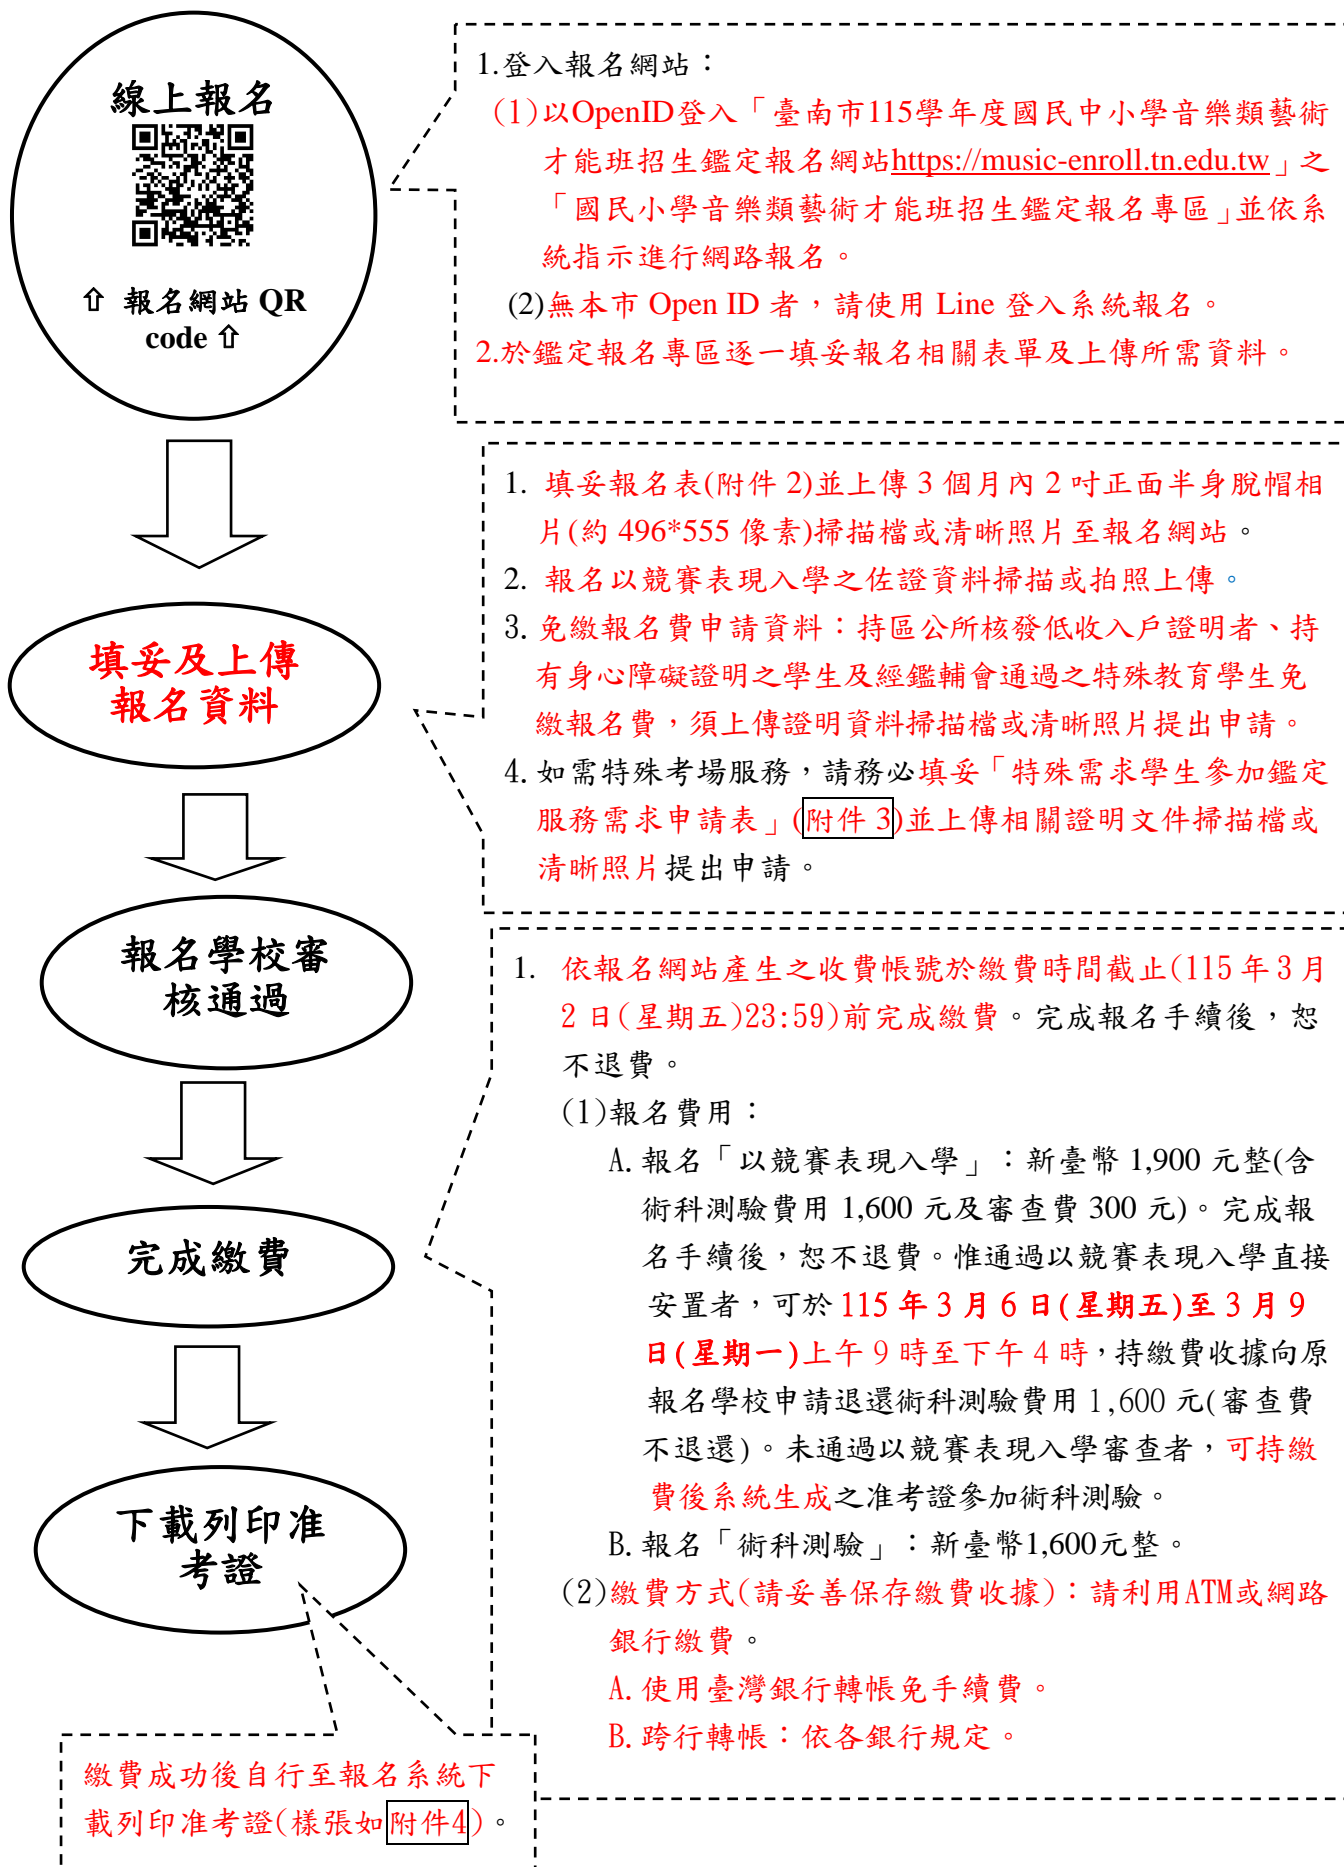 線上報名
⇧ 報名網站 QR
code ⇧
1.登入報名網站：
(1)以OpenID登入「臺南市115學年度國民中小學音樂類藝術
才能班招生鑑定報名網站https://music-enroll.tn.edu.tw」之
「國民小學音樂類藝術才能班招生鑑定報名專區」並依系
統指示進行網路報名。
(2)無本市 Open ID 者，請使用 Line 登入系統報名。
2.於鑑定報名專區逐一填妥報名相關表單及上傳所需資料。
填妥及上傳
報名資料
1. 填妥報名表(附件 2)並上傳 3 個月內 2 吋正面半身脫帽相
片(約 496*555 像素)掃描檔或清晰照片至報名網站。
2. 報名以競賽表現入學之佐證資料掃描或拍照上傳。
3. 免繳報名費申請資料：持區公所核發低收入戶證明者、持
有身心障礙證明之學生及經鑑輔會通過之特殊教育學生免
繳報名費，須上傳證明資料掃描檔或清晰照片提出申請。
4. 如需特殊考場服務，請務必填妥「特殊需求學生參加鑑定
服務需求申請表」(附件 3)並上傳相關證明文件掃描檔或
清晰照片提出申請。
報名學校審
核通過
完成繳費
1. 依報名網站產生之收費帳號於繳費時間截止(115 年 3 月
2 日(星期五)23:59)前完成繳費。完成報名手續後，恕
不退費。
(1)報名費用：
A. 報名「以競賽表現入學」：新臺幣 1,900 元整(含
術科測驗費用 1,600 元及審查費 300 元)。完成報
名手續後，恕不退費。惟通過以競賽表現入學直接
安置者，可於 115 年 3 月 6 日(星期五)至 3 月 9
日(星期一)上午 9 時至下午 4 時，持繳費收據向原
報名學校申請退還術科測驗費用 1,600 元(審查費
不退還)。未通過以競賽表現入學審查者，可持繳
費後系統生成之准考證參加術科測驗。
B. 報名「術科測驗」：新臺幣1,600元整。
(2)繳費方式(請妥善保存繳費收據)：請利用ATM或網路
銀行繳費。
A. 使用臺灣銀行轉帳免手續費。
B. 跨行轉帳：依各銀行規定。
下載列印准
考證
繳費成功後自行至報名系統下
載列印准考證(樣張如附件4)。